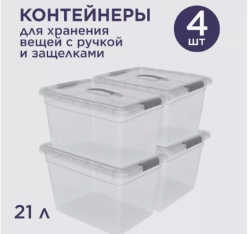 КОНТЕЙНЕРЫ
для хранения
вещей с ручкой
и защелками
4
шт
21 л